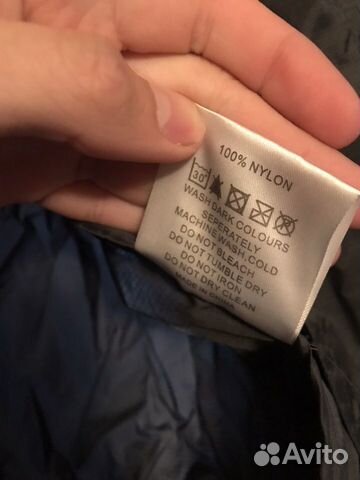 100% NYLON
30°
WASH DARK COLOURS
SEPERATELY
MACHINE WASH, COLD
DO NOT BLEACH
DO NOT TUMBLE DRY
DO NOT IRON
DO NOT DRY CLEAN
MADE IN CHINA
Avito